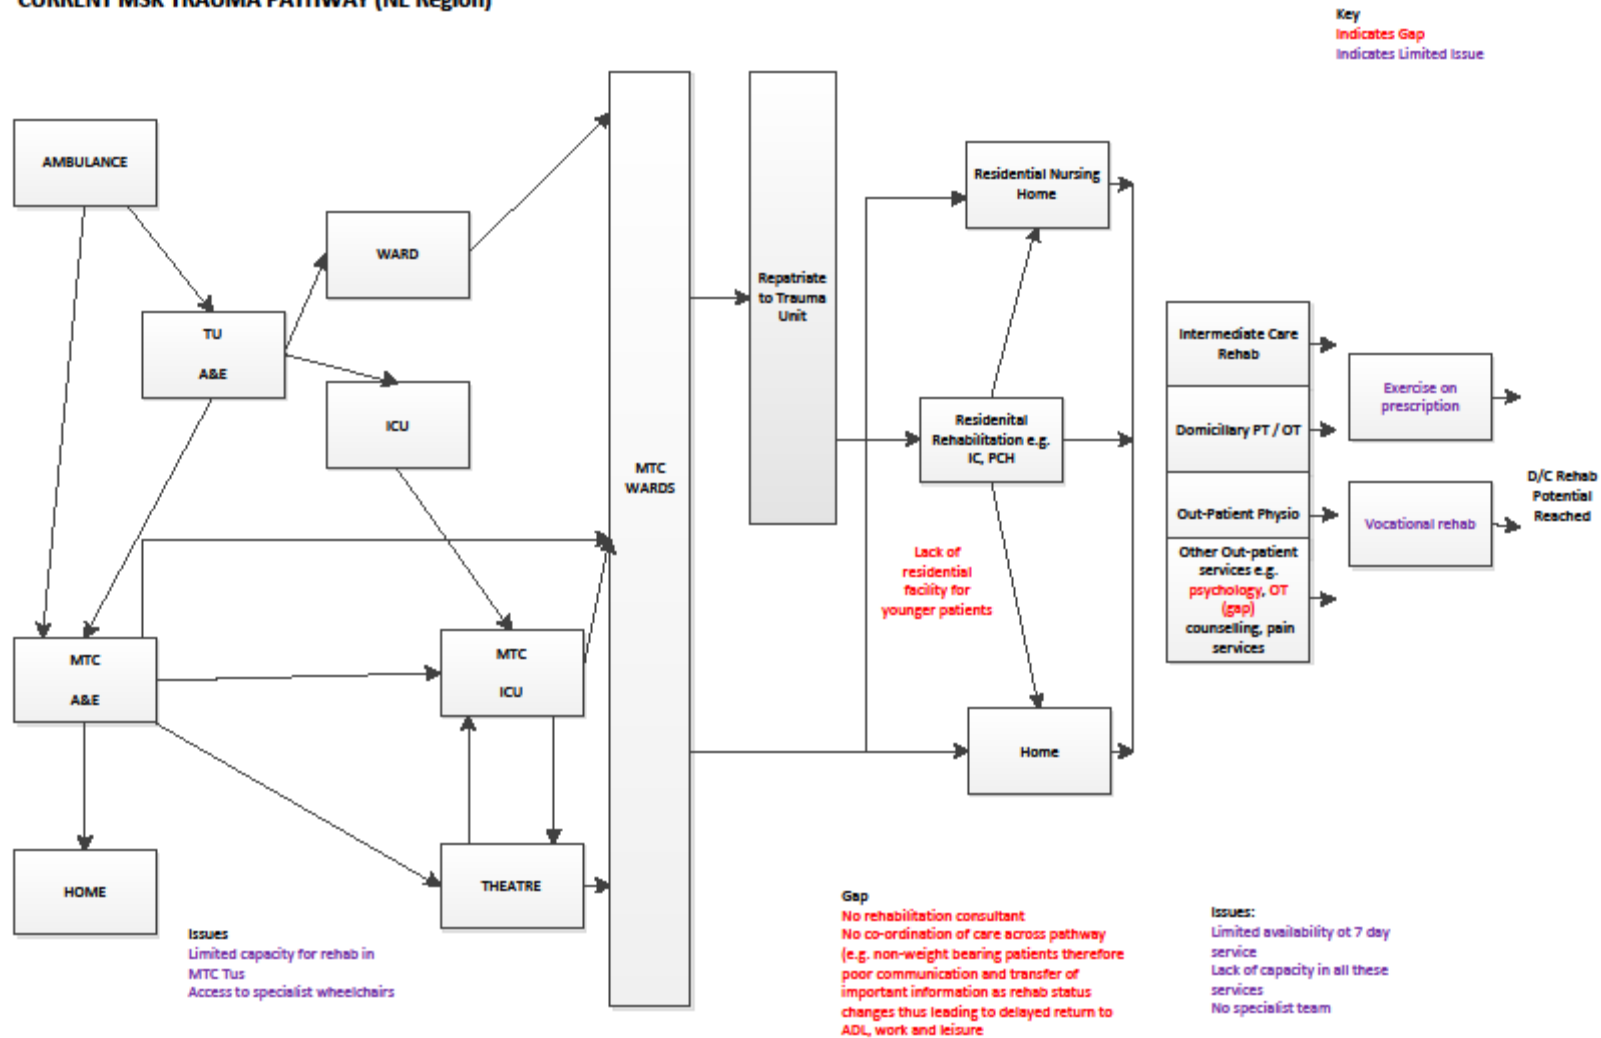 CURRENT MSK TRAUMA PATHWAY (NE Region)
Key
Indicates Gap
Indicates Limited Issue
AMBULANCE
TU
A&E
WARD
ICU
MTC
A&E
MTC
ICU
HOME
THEATRE
MTC
WARDS
Repatriate
to Trauma
Unit
Residential Nursing
Home
Residenital
Rehabilitation e.g.
IC, PCH
Lack of
residential
facility for
younger patients
Home
Intermediate Care
Rehab
Domiciliary PT / OT
Out-Patient Physio
Other Out-patient
services e.g.
psychology, OT
(gap)
counselling, pain
services
Exercise on
prescription
Vocational rehab
D/C Rehab
Potential
Reached
Issues
Limited capacity for rehab in
MTC Tus
Access to specialist wheelchairs
Gap
No rehabilitation consultant
No co-ordination of care across pathway
(e.g. non-weight bearing patients therefore
poor communication and transfer of
important information as rehab status
changes thus leading to delayed return to
ADL, work and leisure
Issues:
Limited availability ot 7 day
service
Lack of capacity in all these
services
No specialist team